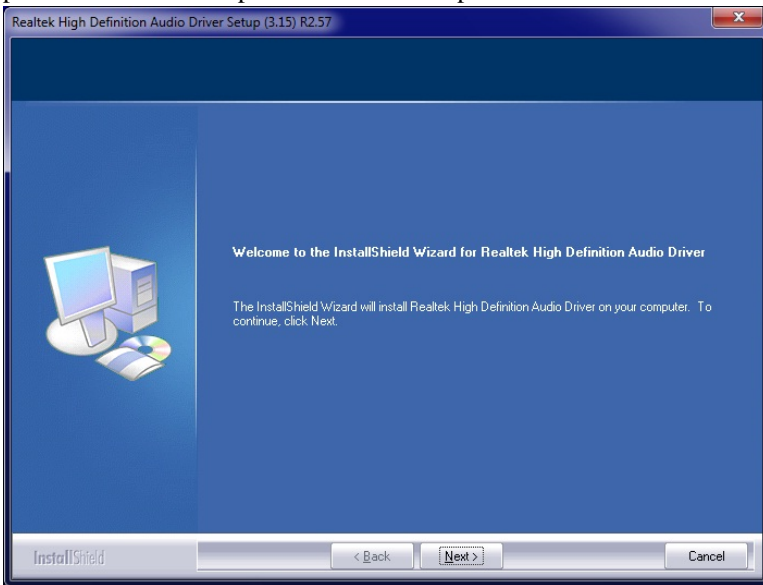 Realtek High Definition Audio Driver Setup (3.15) R2.57
Welcome to the InstallShield Wizard for Realtek High Definition Audio Driver
The InstallShield Wizard will install Realtek High Definition Audio Driver on your computer. To
continue, click Next.
InstallShield
< Back
Next >
Cancel